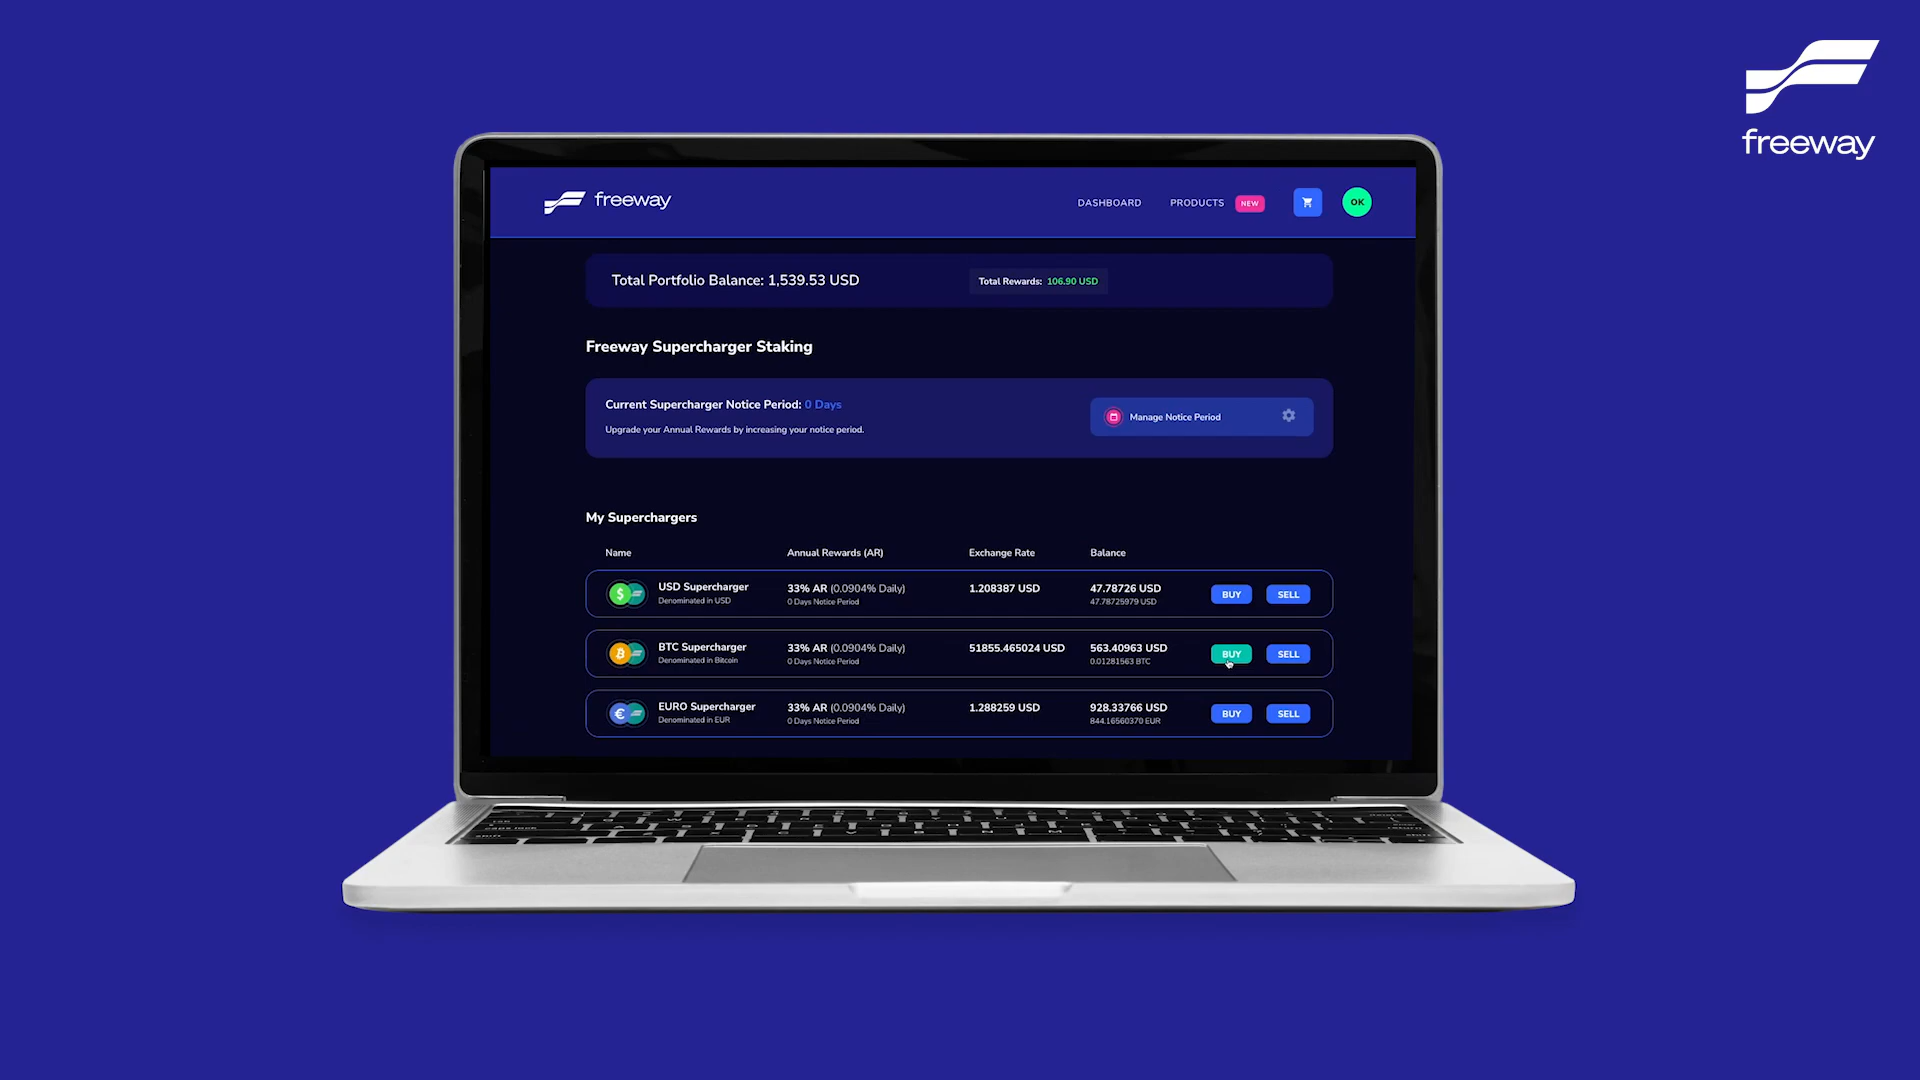 freeway
freeway
DASHBOARD
PRODUCTS NEW
OK
Total Portfolio Balance: 1,539.53 USD
Total Rewards: 106.90 USD
Freeway Supercharger Staking
Current Supercharger Notice Period: 0 Days
Upgrade your Annual Rewards by increasing your notice period.
Manage Notice Period
My Superchargers
Name Annual Rewards (AR) Exchange Rate Balance
USD Supercharger 33% AR (0.0904% Daily) 1.208387 USD 47.78726 USD BUY SELL
Denominated in USD 0 Days Notice Period 47.78725979 USD
BTC Supercharger 33% AR (0.0904% Daily) 51855.465024 USD 563.40963 USD BUY SELL
Denominated in Bitcoin 0 Days Notice Period 0.01281563 BTC
EURO Supercharger 33% AR (0.0904% Daily) 1.288259 USD 928.33766 USD BUY SELL
Denominated in EUR 0 Days Notice Period 844.16560370 EUR